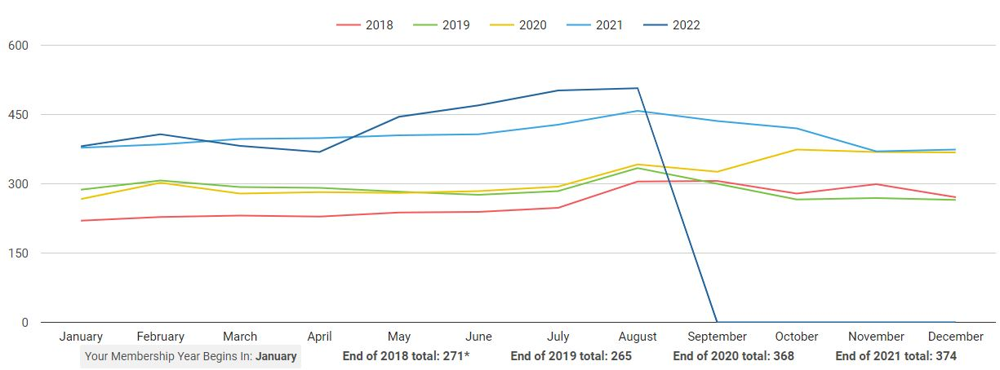 2018 2019 2020 2021 2022
600
450
300
150
0
January February March April May June July August September October November December
Your Membership Year Begins In: January End of 2018 total: 271* End of 2019 total: 265 End of 2020 total: 368 End of 2021 total: 374